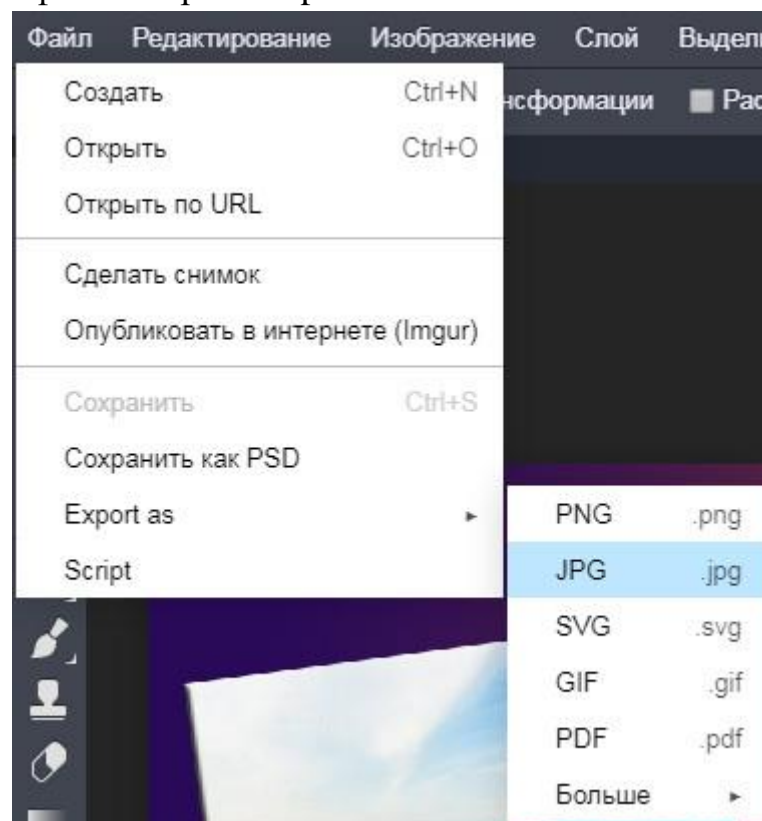 Файл Редактирование Изображение Слой
Создать Ctrl+N
Открыть Ctrl+O
Открыть по URL
Сделать снимок
Опубликовать в интернете (Imgur)
Сохранить Ctrl+S
Сохранить как PSD
Export as
Script
PNG .png
JPG .jpg
SVG .svg
GIF .gif
PDF .pdf
Больше